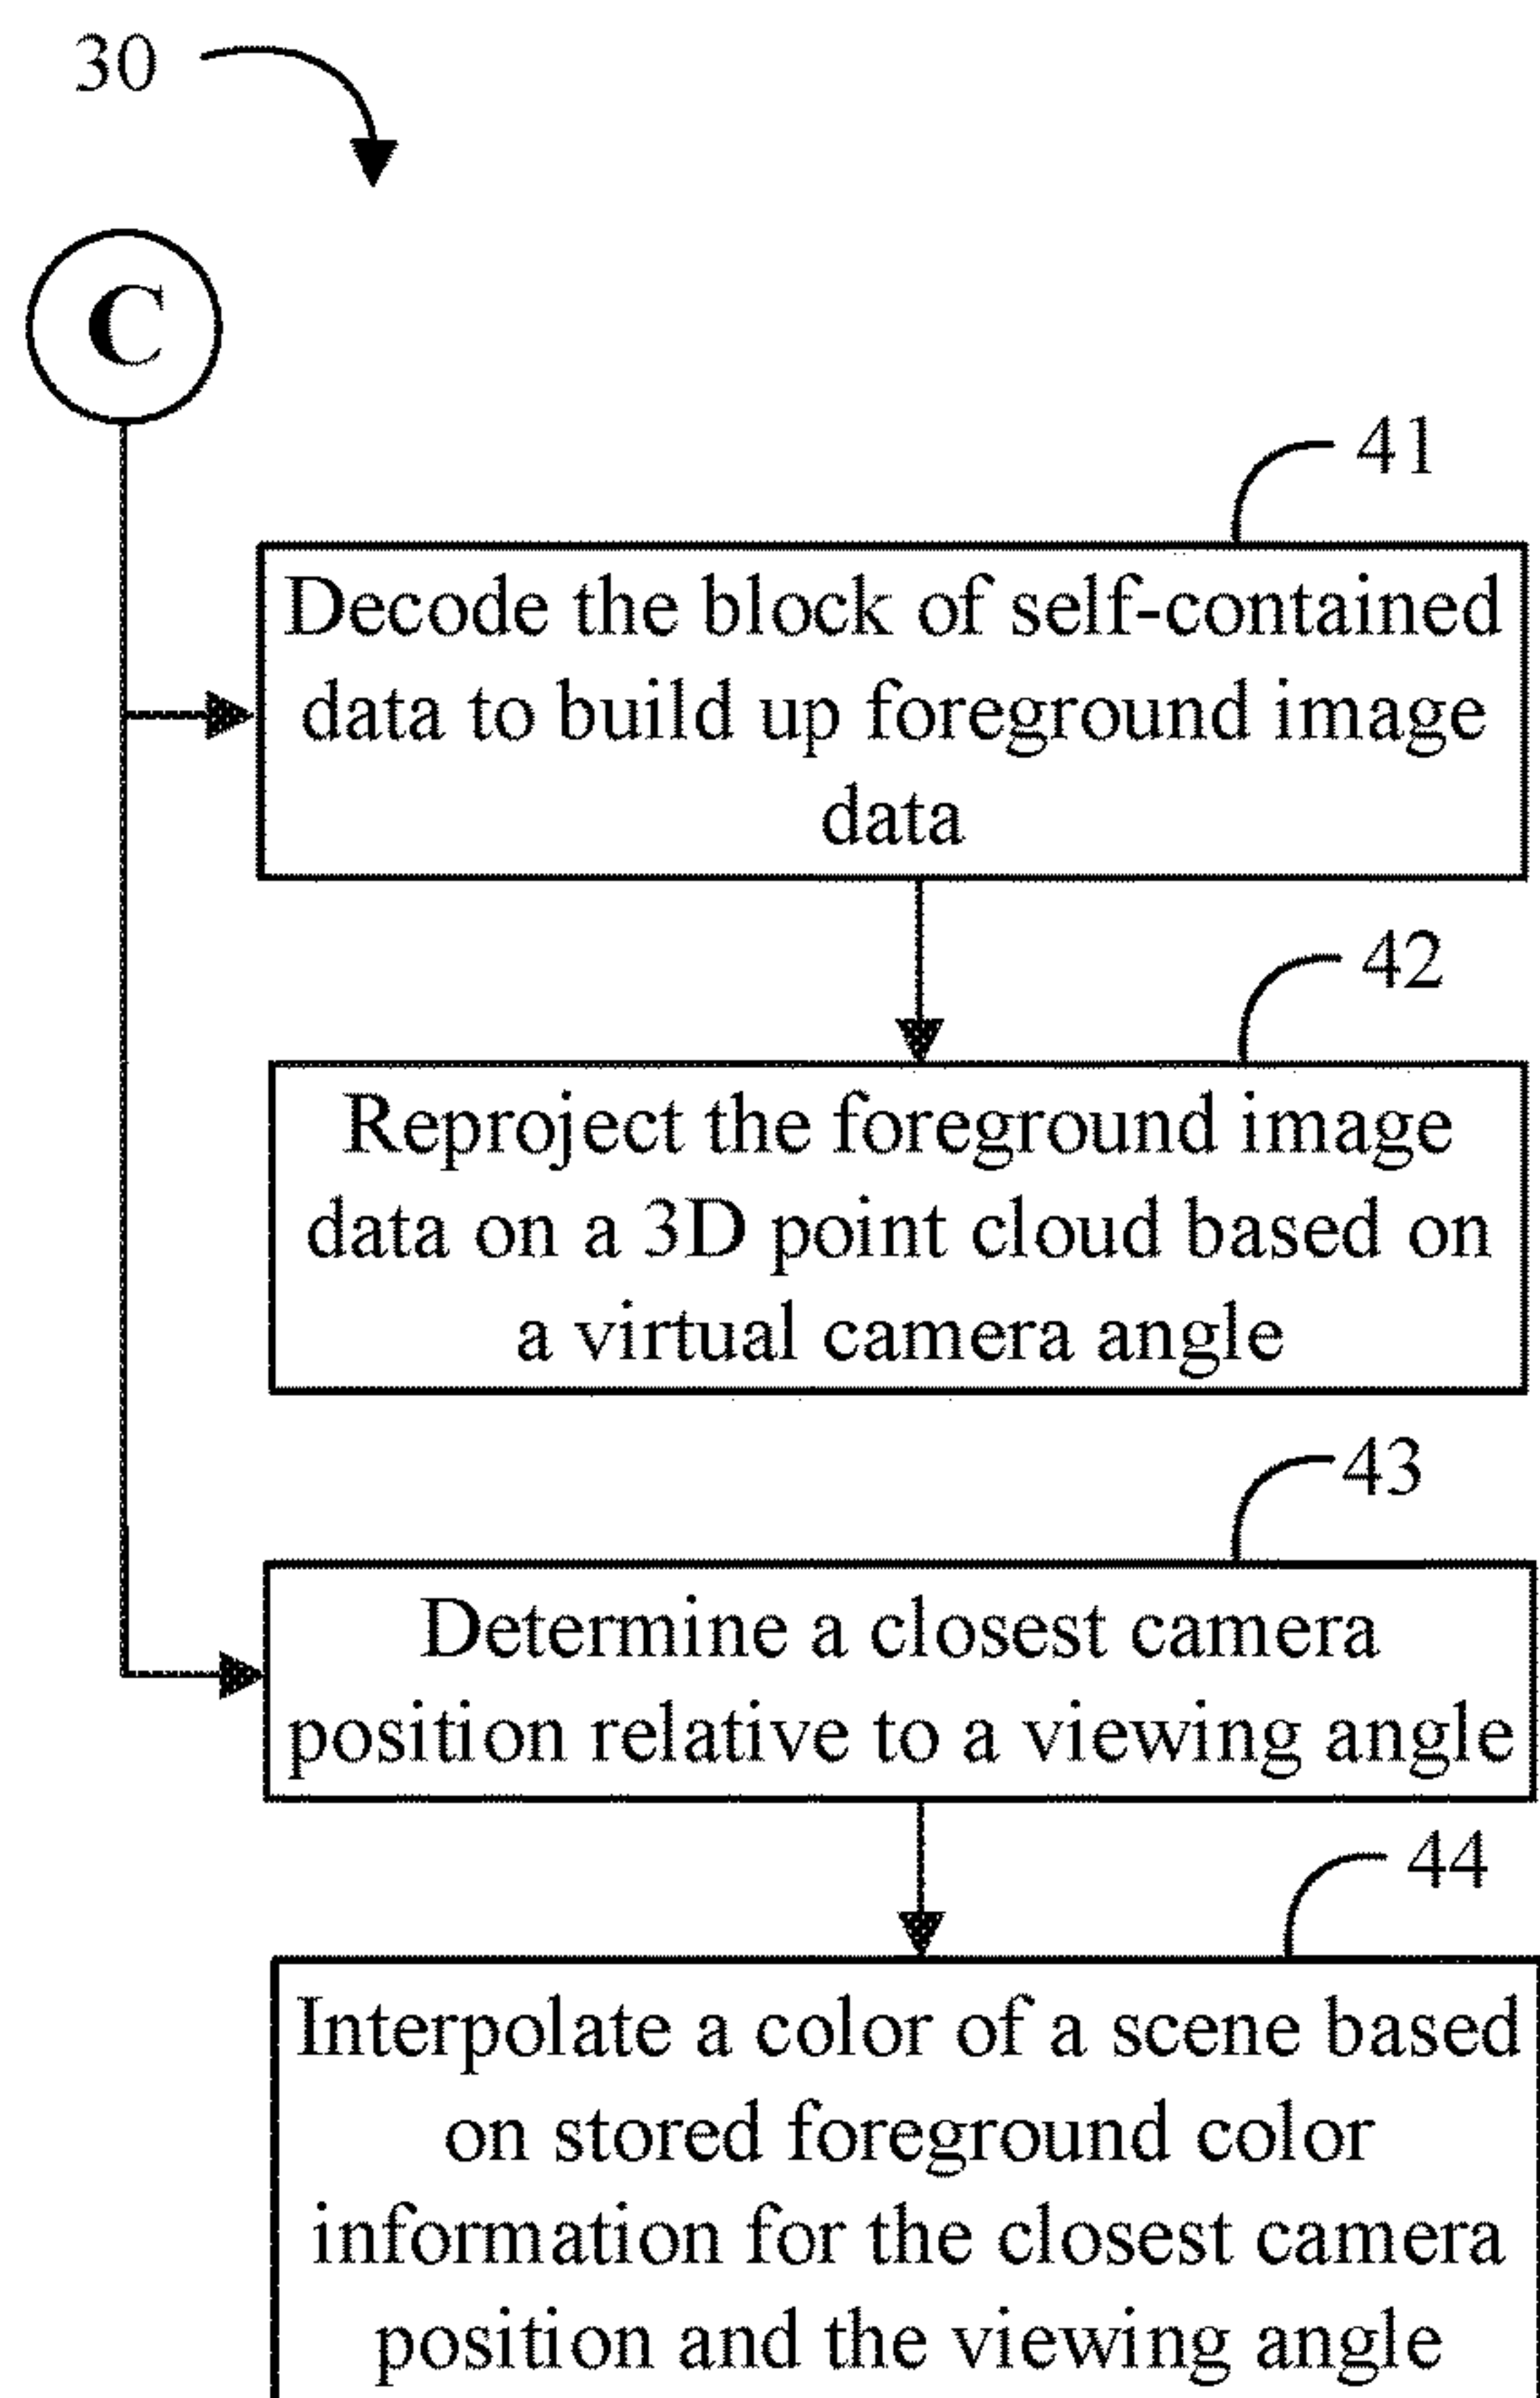 30
C
41
Decode the block of self-contained
data to build up foreground image
data
42
Reproject the foreground image
data on a 3D point cloud based on
a virtual camera angle
43
Determine a closest camera
position relative to a viewing angle
44
Interpolate a color of a scene based
on stored foreground color
information for the closest camera
position and the viewing angle